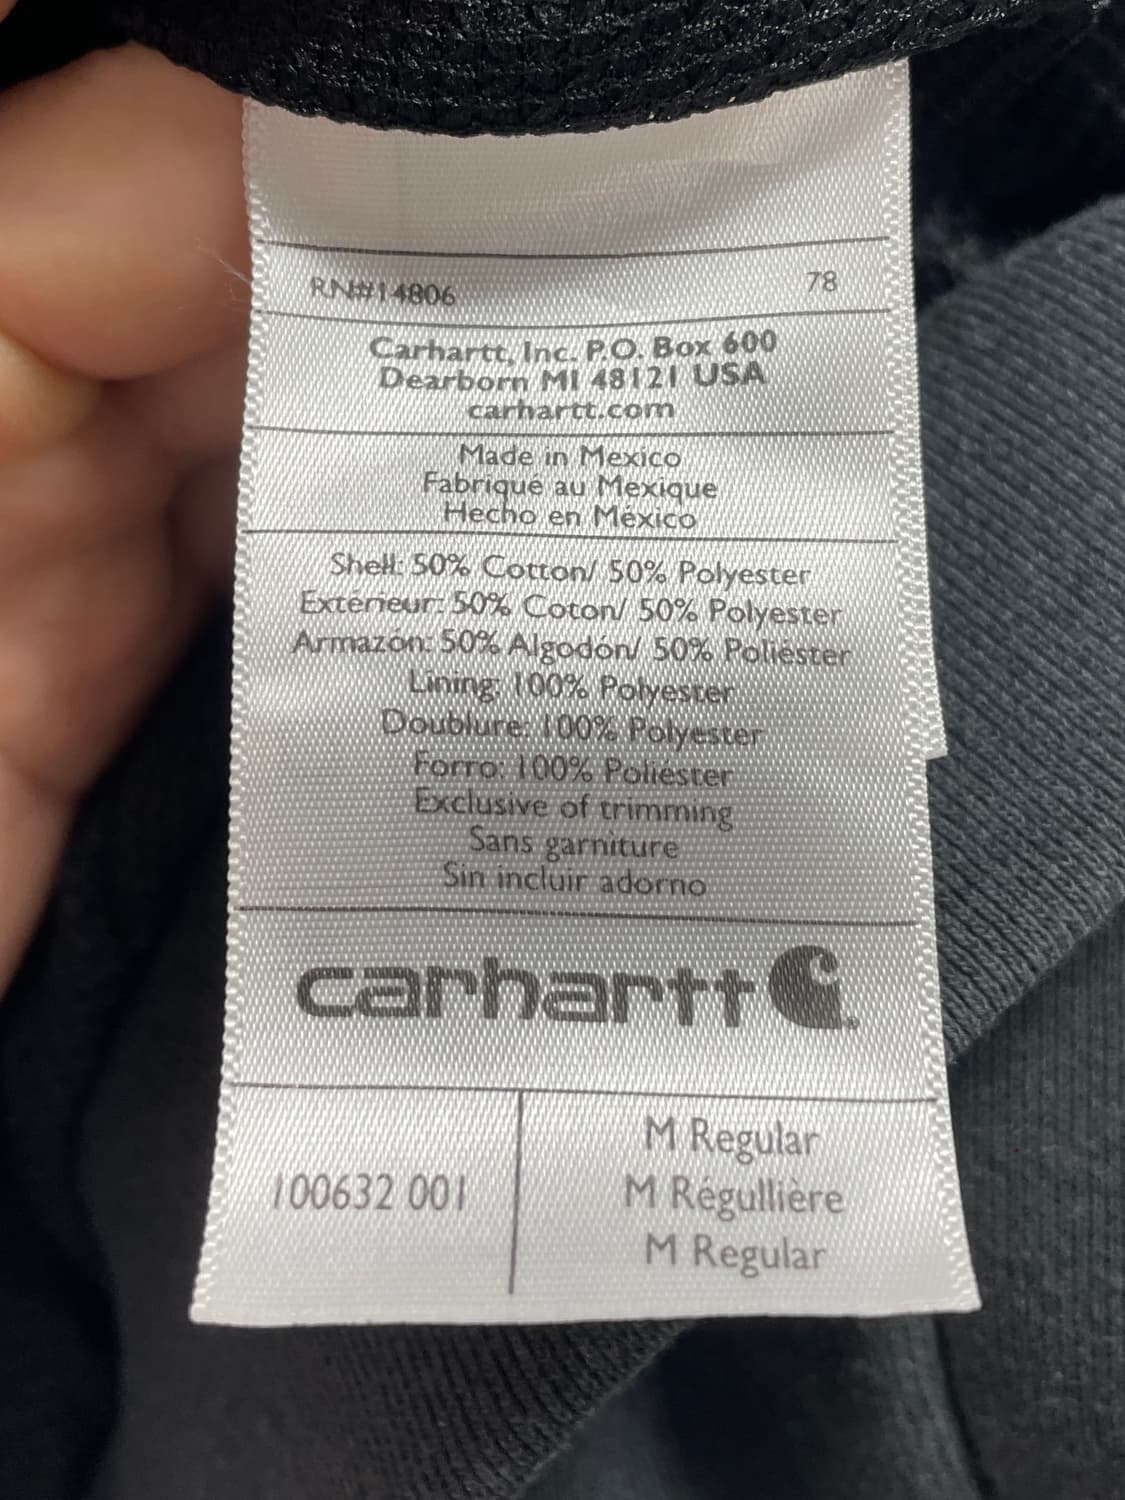 RN#14806 78
Carhartt, Inc. P.O. Box 600
Dearborn MI 48121 USA
carhartt.com
Made in Mexico
Fabriqué au Mexique
Hecho en México
Shell: 50% Cotton/ 50% Polyester
Extérieur: 50% Coton/ 50% Polyester
Armazón: 50% Algodón/ 50% Poliéster
Lining: 100% Polyester
Doublure: 100% Polyester
Forro: 100% Poliéster
Exclusive of trimming
Sans garniture
Sin incluir adorno
carhartt
100632 001
M Regular
M Régullière
M Regular